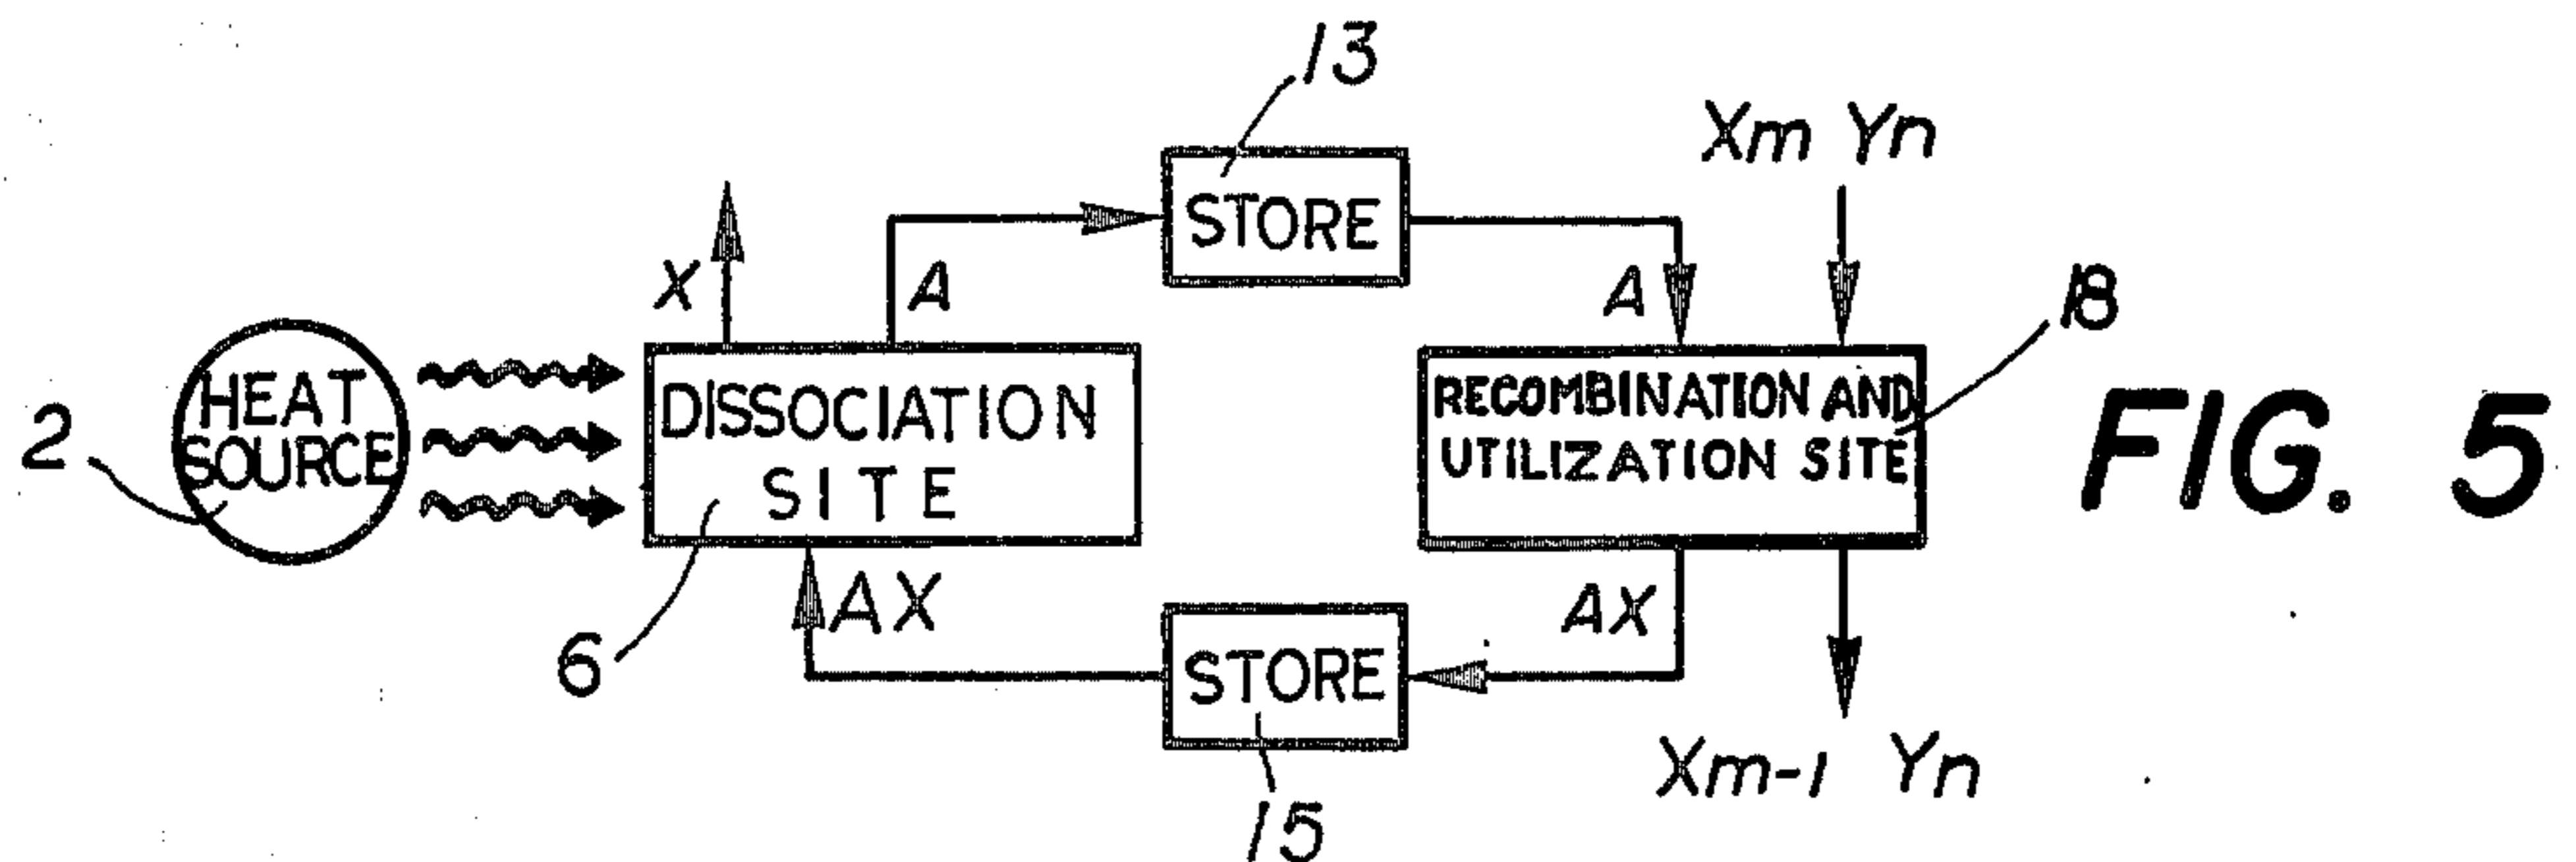 13
Xm Yn
STORE
X
A
A
18
HEAT
SOURCE
2
DISSOCIATION
SITE
RECOMBINATION AND
UTILIZATION SITE
FIG. 5
6
AX
STORE
AX
15
Xm-1 Yn